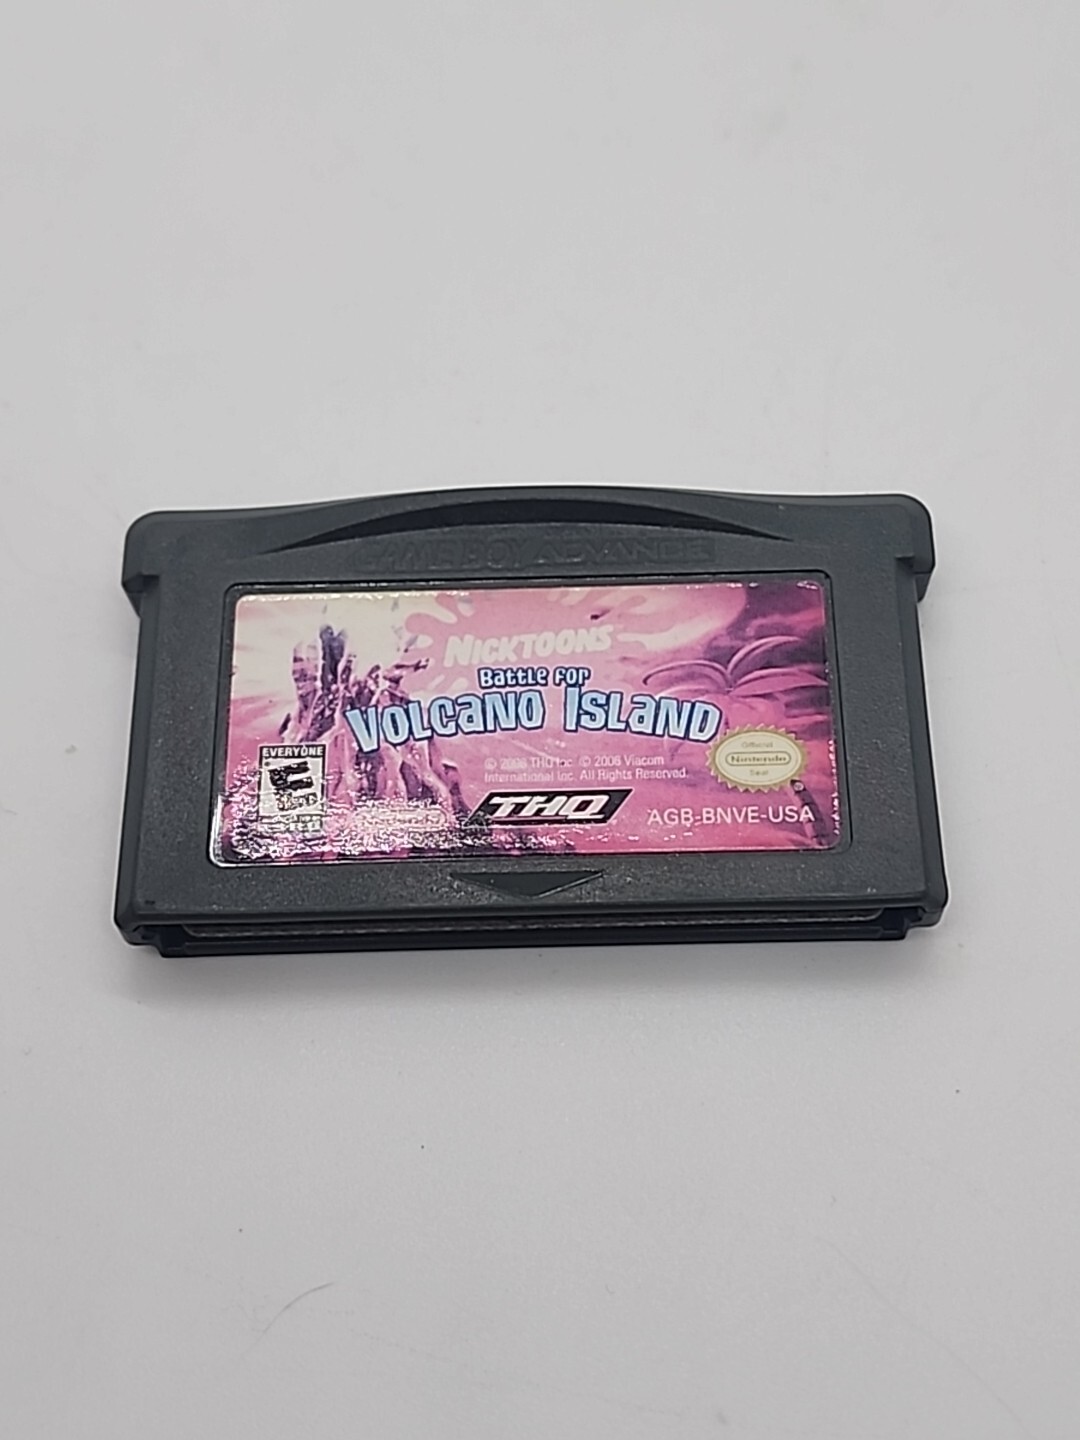 GAME BOY ADVANCE
NICKTOONS
BATTLE FOR
VOLCANO ISLAND
© 2006 THQ Inc. © 2006 Viacom
International Inc. All Rights Reserved.
EVERYONE
E
Official
Nintendo
Seal
Nintendo
THQ
AGB-BNVE-USA